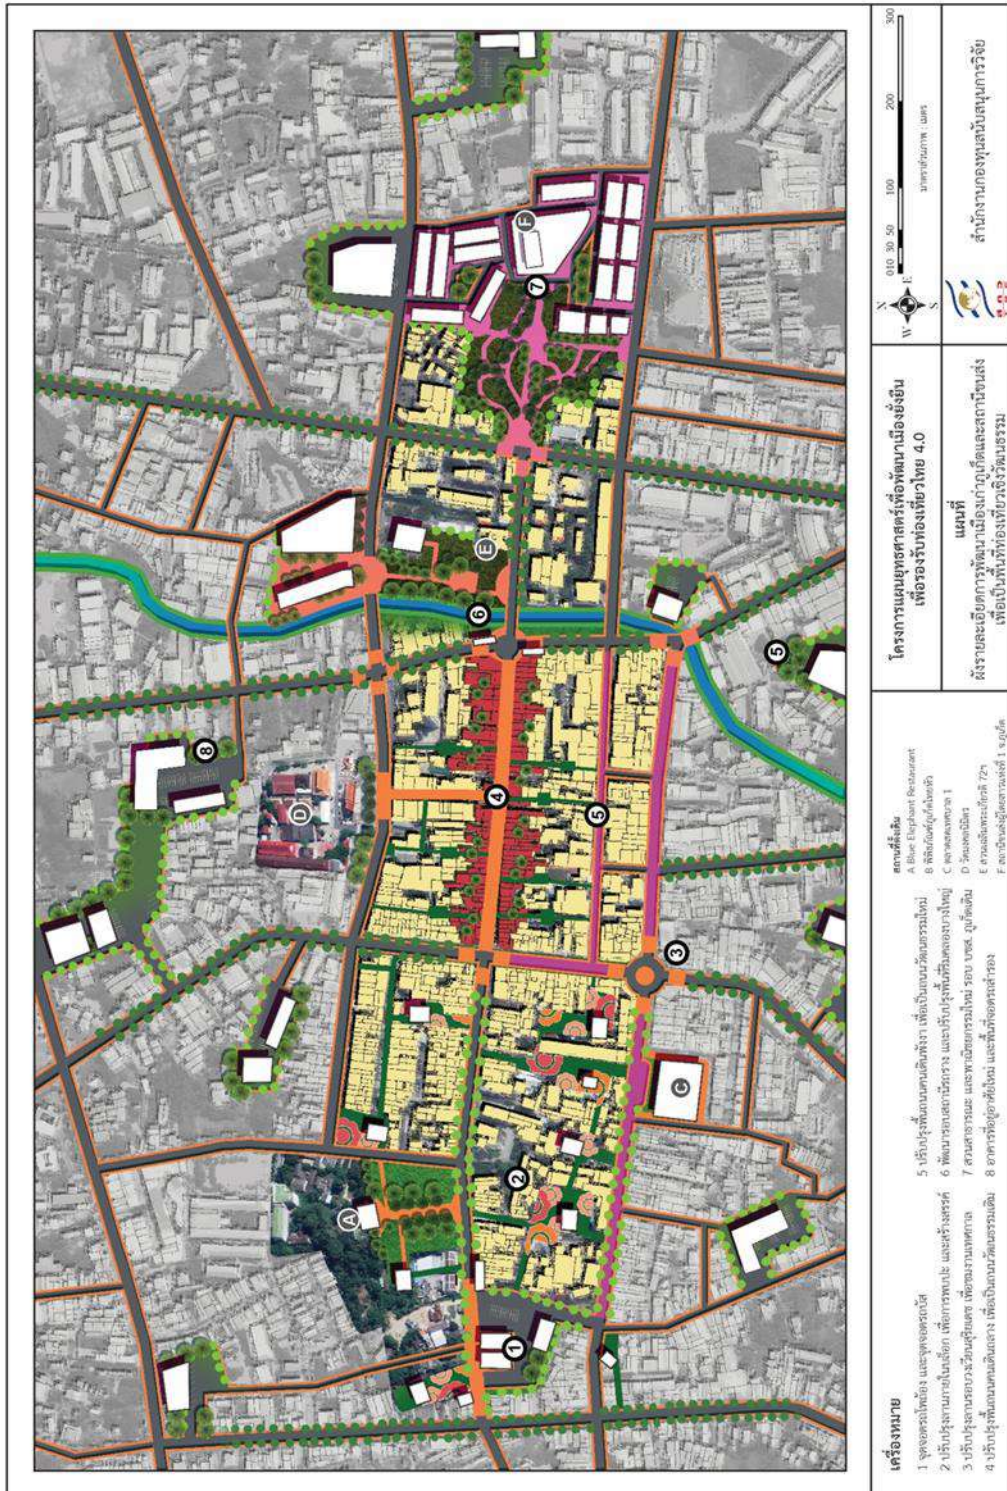 เครื่องหมาย
1 จุดจอดรถโพถ้อง และจุดจอดรถบัส
2 ปรับปรุงลานภายในบล็อก เพื่อการพบปะ และสร้างสรรค์
3 ปรับปรุงลานรอบวงเวียนสุริยเดช เพื่อชมงานเทศกาล
4 ปรับปรุงพื้นถนนคนเดินถลาง เพื่อเป็นถนนวัฒนธรรมเดิม
5 ปรับปรุงพื้นถนนคนเดินพังงา เพื่อเป็นถนนวัฒนธรรมใหม่
6 พัฒนารอบสถานีรถราง และปรับปรุงพื้นที่ริมคลองบางใหญ่
7 สวนสาธารณะ และพาณิชยกรรมใหม่ รอบ บขส. ภูเก็ตเดิม
8 อาคารที่อยู่อาศัยใหม่ และพื้นที่จอดรถสำรอง
สถานที่ดั้งเดิม
A Blue Elephant Restaurant
B พิพิธภัณฑ์ภูเก็ตไทยหัว
C ตลาดสดเทศบาล 1
D วัดมงคลนิมิตร
E สวนเฉลิมพระเกียรติ 72ฯ
F สถานีขนส่งผู้โดยสารแห่งที่ 1 จ.ภูเก็ต
โครงการแผนยุทธศาสตร์เพื่อพัฒนาเมืองยั่งยืน
เพื่อรองรับท่องเที่ยวไทย 4.0
แผนที่
ผังรายละเอียดการพัฒนาเมืองเก่าภูเก็ตและสถานีขนส่ง
เพื่อเป็นพื้นที่ท่องเที่ยวเชิงวัฒนธรรม
N
W E
S
0 10 30 50 100 200 300
มาตราส่วนภาพ : เมตร
สกว
สำนักงานกองทุนสนับสนุนการวิจัย
A
B
C
D
E
F
1
2
3
4
5
5
6
7
8